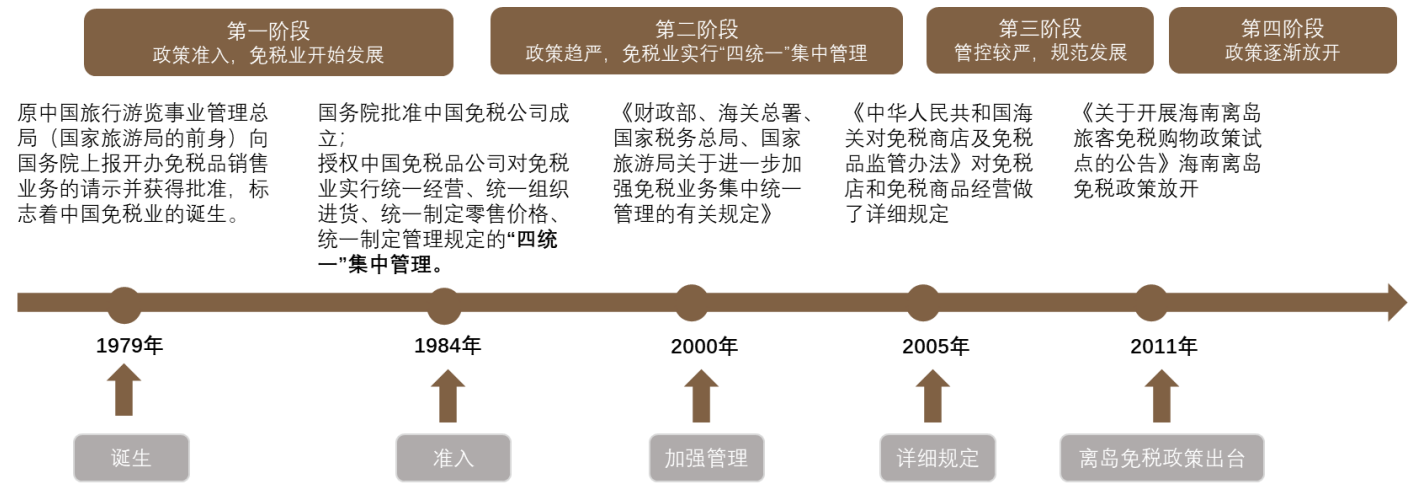 第一阶段
政策准入，免税业开始发展
第二阶段
政策趋严，免税业实行“四统一”集中管理
第三阶段
管控较严，规范发展
第四阶段
政策逐渐放开
原中国旅行游览事业管理总
局（国家旅游局的前身）向
国务院上报开办免税品销售
业务的请示并获得批准，标
志着中国免税业的诞生。
国务院批准中国免税公司成
立；
授权中国免税品公司对免税
业实行统一经营、统一组织
进货、统一制定零售价格、
统一制定管理规定的“四统
一”集中管理。
《财政部、海关总署、
国家税务总局、国家
旅游局关于进一步加
强免税业务集中统一
管理的有关规定》
《中华人民共和国海
关对免税商店及免税
品监管办法》对免税
店和免税商品经营做
了详细规定
《关于开展海南离岛
旅客免税购物政策试
点的公告》海南离岛
免税政策放开
1979年
1984年
2000年
2005年
2011年
诞生
准入
加强管理
详细规定
离岛免税政策出台